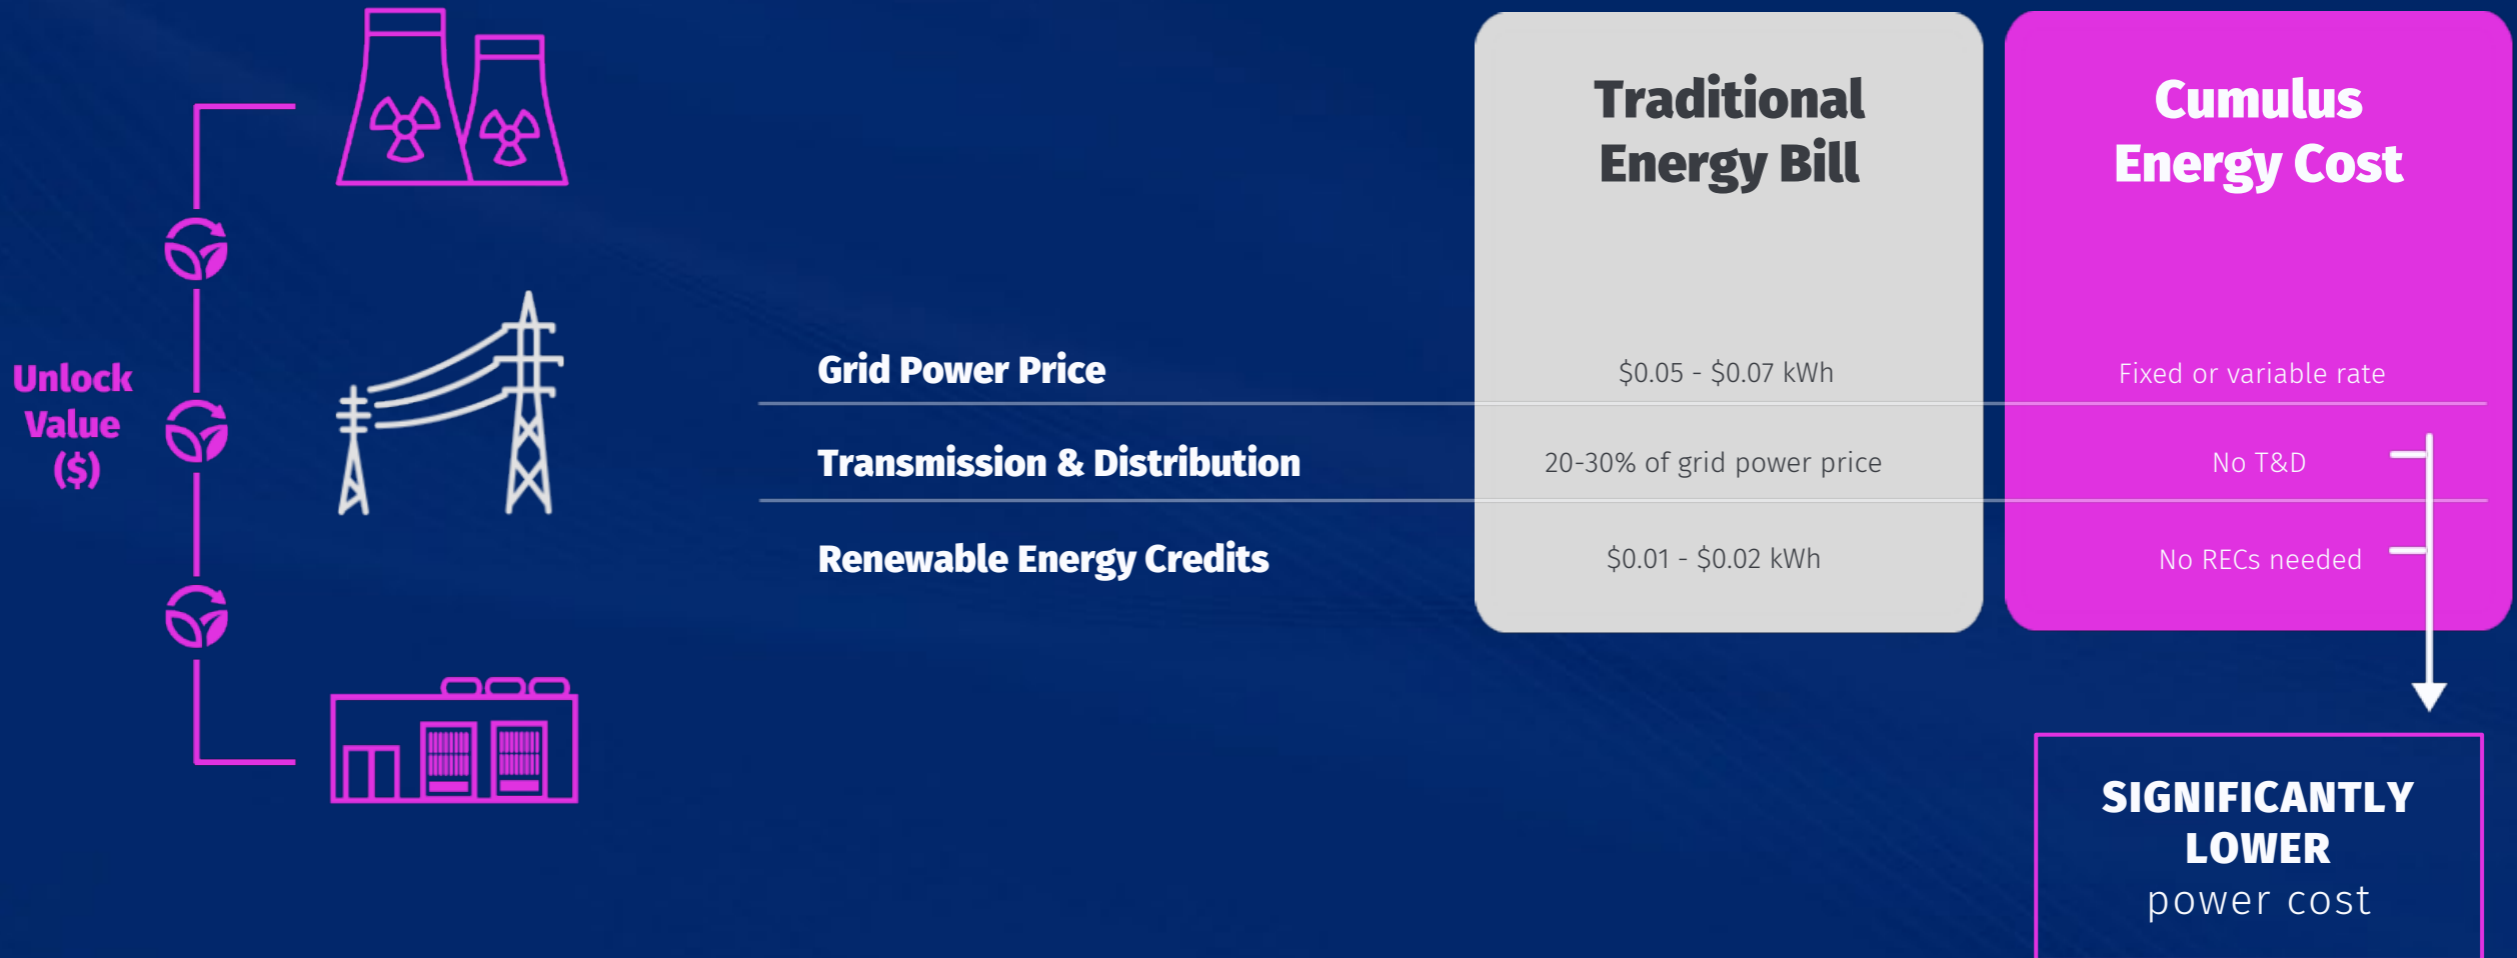 Unlock
Value
($)
Traditional
Energy Bill
Cumulus
Energy Cost
Grid Power Price
$0.05 - $0.07 kWh
Fixed or variable rate
Transmission & Distribution
20-30% of grid power price
No T&D
Renewable Energy Credits
$0.01 - $0.02 kWh
No RECs needed
SIGNIFICANTLY
LOWER
power cost